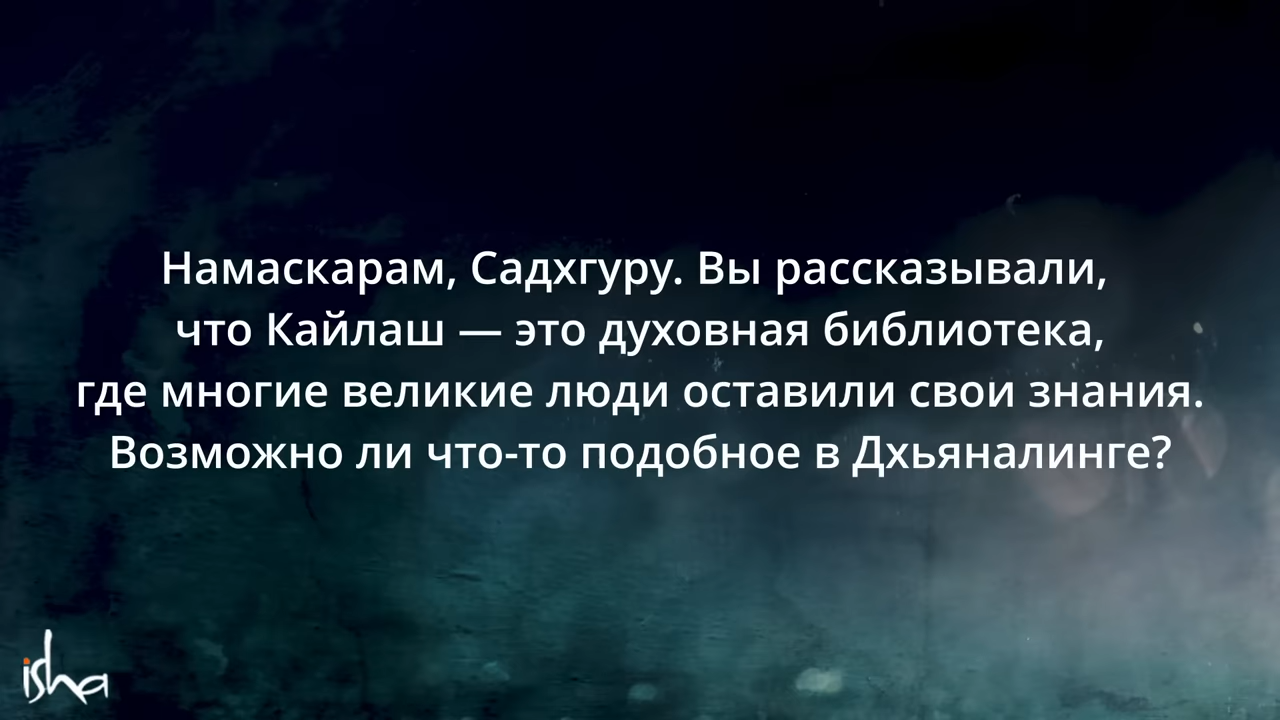 Намаскарам, Садхгуру. Вы рассказывали,
что Кайлаш — это духовная библиотека,
где многие великие люди оставили свои знания.
Возможно ли что-то подобное в Дхьяналинге?
isha